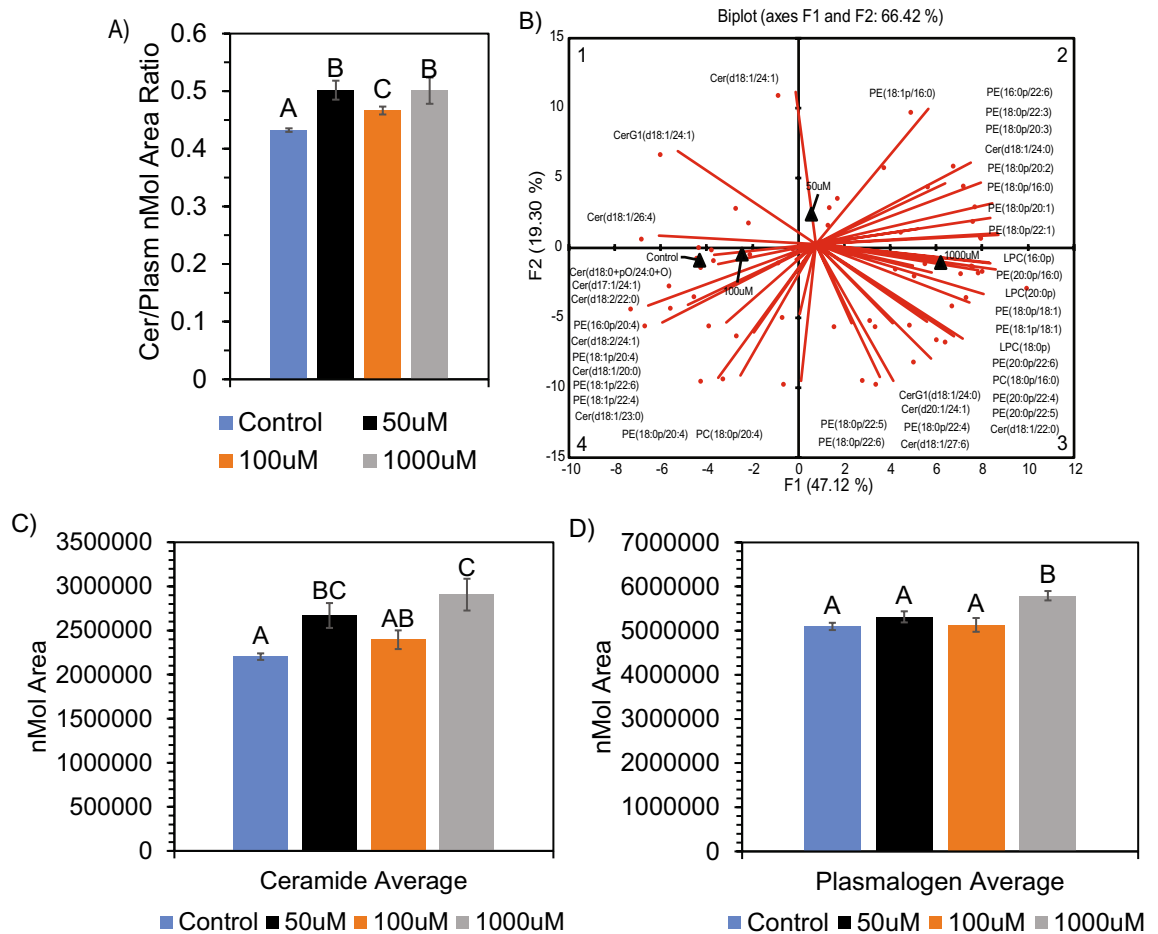 A)
Cer/Plasm nMol Area Ratio
0.6
0.5
0.4
0.3
0.2
0.1
0
A
B
C
B
Control
50uM
100uM
1000uM
B)
Biplot (axes F1 and F2: 66.42 %)
F2 (19.30 %)
15
10
5
0
-5
-10
-15
1
2
Cer(d18:1/24:1)
PE(18:1p/16:0)
PE(16:0p/22:6)
PE(18:0p/22:3)
PE(18:0p/20:3)
Cer(d18:1/24:0)
PE(18:0p/20:2)
PE(18:0p/16:0)
PE(18:0p/20:1)
PE(18:0p/22:1)
CerG1(d18:1/24:1)
50uM
Cer(d18:1/26:4)
Control
100uM
1000uM
LPC(16:0p)
PE(20:0p/16:0)
LPC(20:0p)
PE(18:0p/18:1)
PE(18:1p/18:1)
LPC(18:0p)
PE(20:0p/22:6)
PC(18:0p/16:0)
PE(20:0p/22:4)
PE(20:0p/22:5)
Cer(d18:1/22:0)
Cer(d18:0+pO/24:0+O)
Cer(d17:1/24:1)
Cer(d18:2/22:0)
PE(16:0p/20:4)
Cer(d18:2/24:1)
PE(18:1p/20:4)
Cer(d18:1/20:0)
PE(18:1p/22:6)
PE(18:1p/22:4)
Cer(d18:1/23:0)
PE(18:0p/20:4)
PC(18:0p/20:4)
CerG1(d18:1/24:0)
Cer(d20:1/24:1)
PE(18:0p/22:5)
PE(18:0p/22:4)
PE(18:0p/22:6)
Cer(d18:1/27:6)
4
3
-10 -8 -6 -4 -2 0 2 4 6 8 10 12
F1 (47.12 %)
C)
nMol Area
3500000
3000000
2500000
2000000
1500000
1000000
500000
0
A
BC
AB
C
Ceramide Average
Control 50uM 100uM 1000uM
D)
nMol Area
7000000
6000000
5000000
4000000
3000000
2000000
1000000
0
A
A
A
B
Plasmalogen Average
Control 50uM 100uM 1000uM